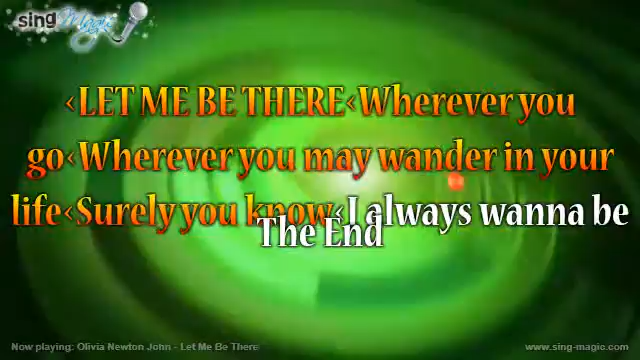 sing Magic
‹LET ME BE THERE‹Wherever you
go‹Wherever you may wander in your
life‹Surely you know‹I always wanna be
The End
Now playing: Olivia Newton John - Let Me Be There
www.sing-magic.com